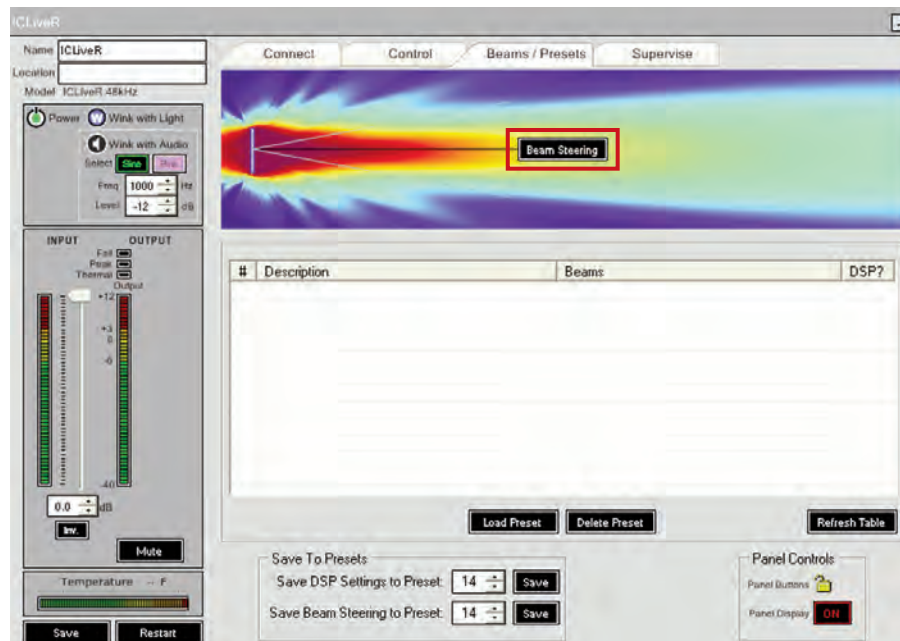 ICLiveR
Name ICLiveR
Location
Model ICLiveR 48kHz
Power W Wink with Light
Wink with Audio
Select Sine
Freq 1000 Hz
Level -12 dB
INPUT OUTPUT
Fail
Peak
Thermal
Output
+12
+3
0
-6
-40
0.0 dB
Inv.
Mute
Temperature -- F
Save Restart
Connect Control Beams / Presets Supervise
Beam Steering
# Description Beams DSP?
Load Preset Delete Preset Refresh Table
Save To Presets
Save DSP Settings to Preset: 14 Save
Save Beam Steering to Preset: 14 Save
Panel Controls
Panel Buttons
Panel Display ON